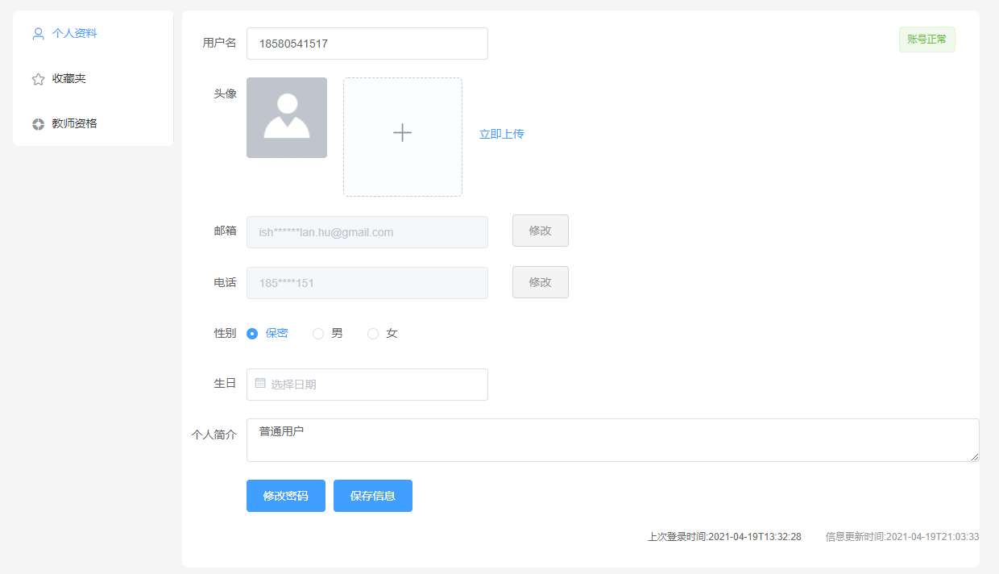 个人资料
收藏夹
教师资格
用户名 18580541517 账号正常
头像 立即上传
邮箱 ish******lan.hu@gmail.com 修改
电话 185****151 修改
性别 保密 男 女
生日 选择日期
个人简介 普通用户
修改密码 保存信息
上次登录时间:2021-04-19T13:32:28 信息更新时间:2021-04-19T21:03:33